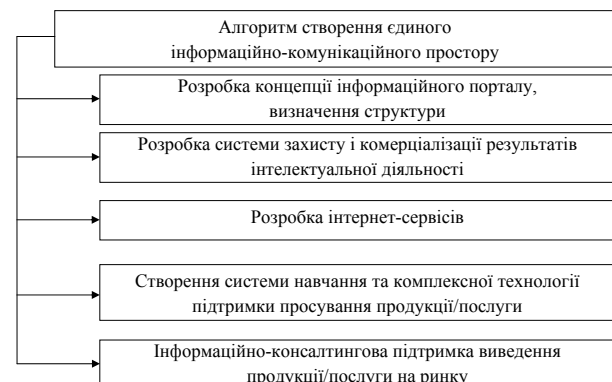 Алгоритм створення єдиного
інформаційно-комунікаційного простору
Розробка концепції інформаційного порталу,
визначення структури
Розробка системи захисту і комерціалізації результатів
інтелектуальної діяльності
Розробка інтернет-сервісів
Створення системи навчання та комплексної технології
підтримки просування продукції/послуги
Інформаційно-консалтингова підтримка виведення
продукції/послуги на ринку